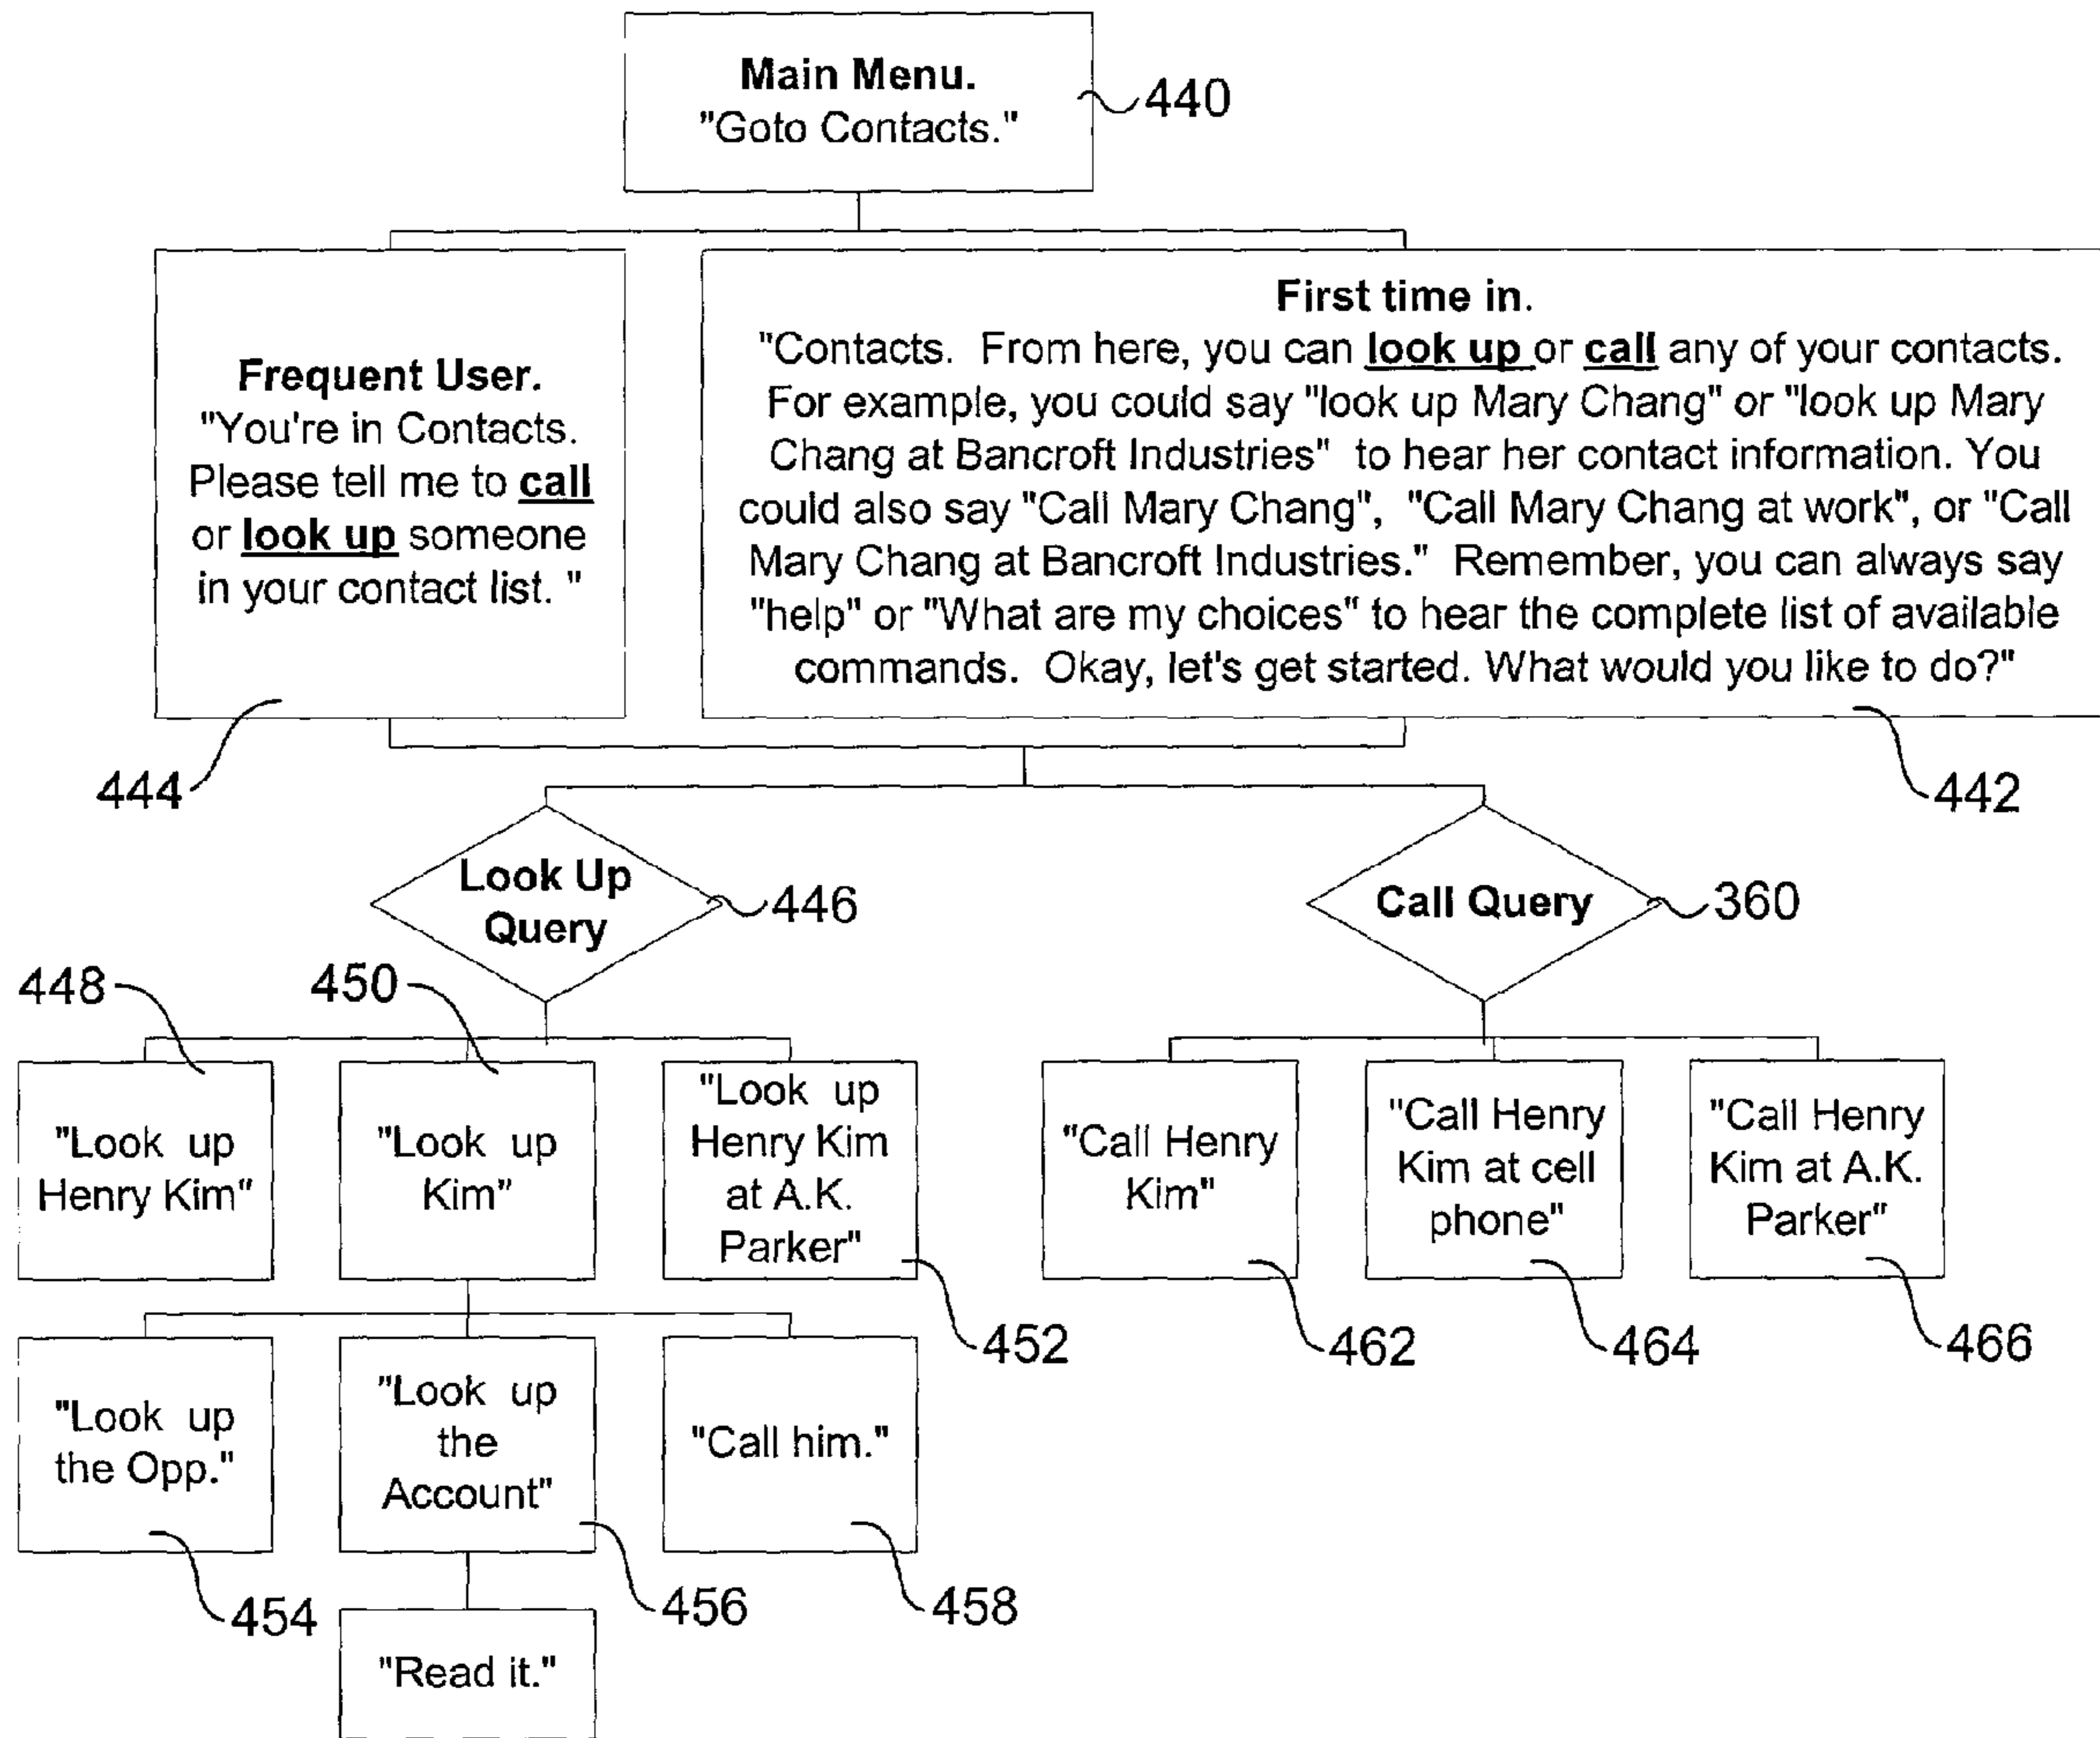 Main Menu.
"Goto Contacts."
440
Frequent User.
"You're in Contacts.
Please tell me to call
or look up someone
in your contact list. "
444
First time in.
"Contacts.  From here, you can look up or call any of your contacts.
For example, you could say "look up Mary Chang" or "look up Mary
Chang at Bancroft Industries"  to hear her contact information. You
could also say "Call Mary Chang",  "Call Mary Chang at work", or "Call
Mary Chang at Bancroft Industries."  Remember, you can always say
"help" or "What are my choices" to hear the complete list of available
commands.  Okay, let's get started. What would you like to do?"
442
Look Up
Query
446
Call Query
360
448
450
"Look  up
Henry Kim"
"Look  up
Kim"
"Look  up
Henry Kim
at A.K.
Parker"
452
"Call Henry
Kim"
462
"Call Henry
Kim at cell
phone"
464
"Call Henry
Kim at A.K.
Parker"
466
"Look  up
the Opp."
454
"Look  up
the
Account"
456
"Call him."
458
"Read it."